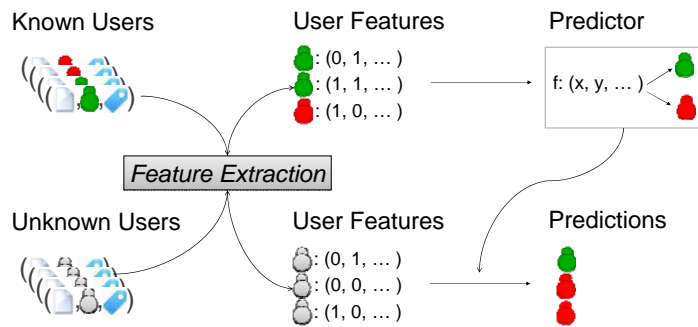 Known Users
User Features
Predictor
: (0, 1, … )
: (1, 1, … )
: (1, 0, … )
f: (x, y, … )
( , , )
Feature Extraction
Unknown Users
User Features
Predictions
: (0, 1, … )
: (0, 0, … )
: (1, 0, … )
( , , )